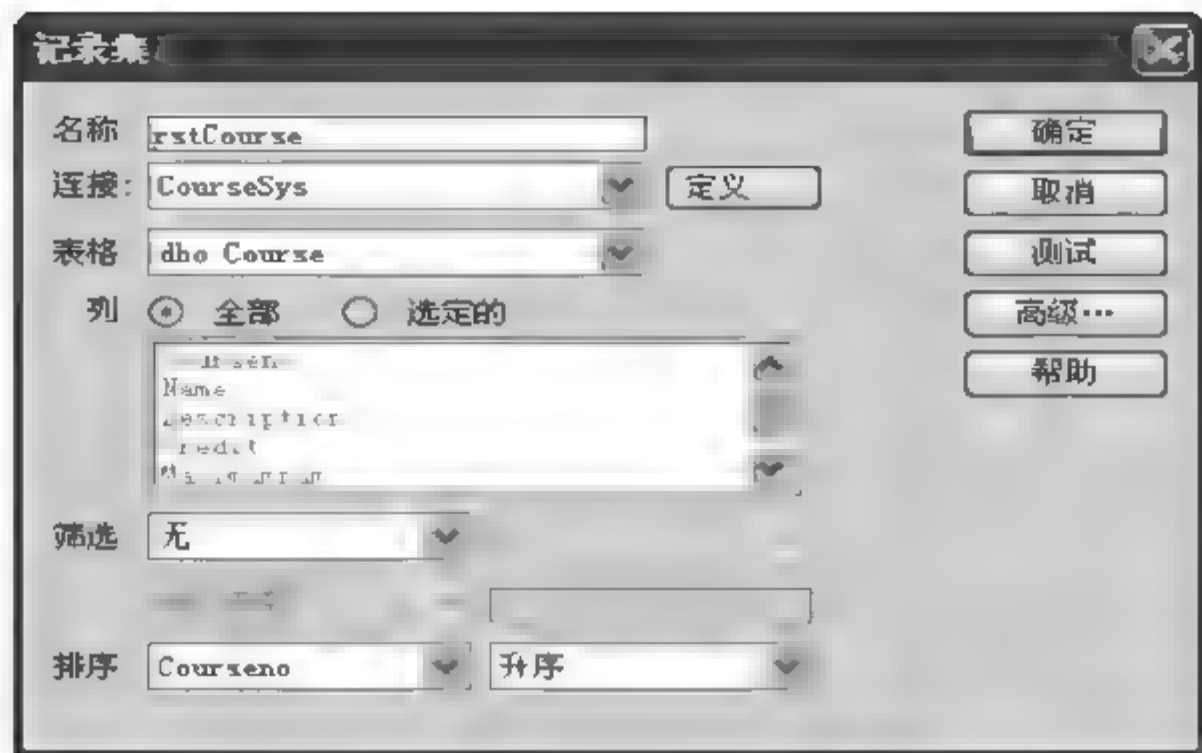 记录集
名称 rstCourse
确定
连接: CourseSys 定义
取消
表格 dbo Course
测试
列 全部 选定的
高级…
Name
帮助
筛选 无
排序 Courseno 升序